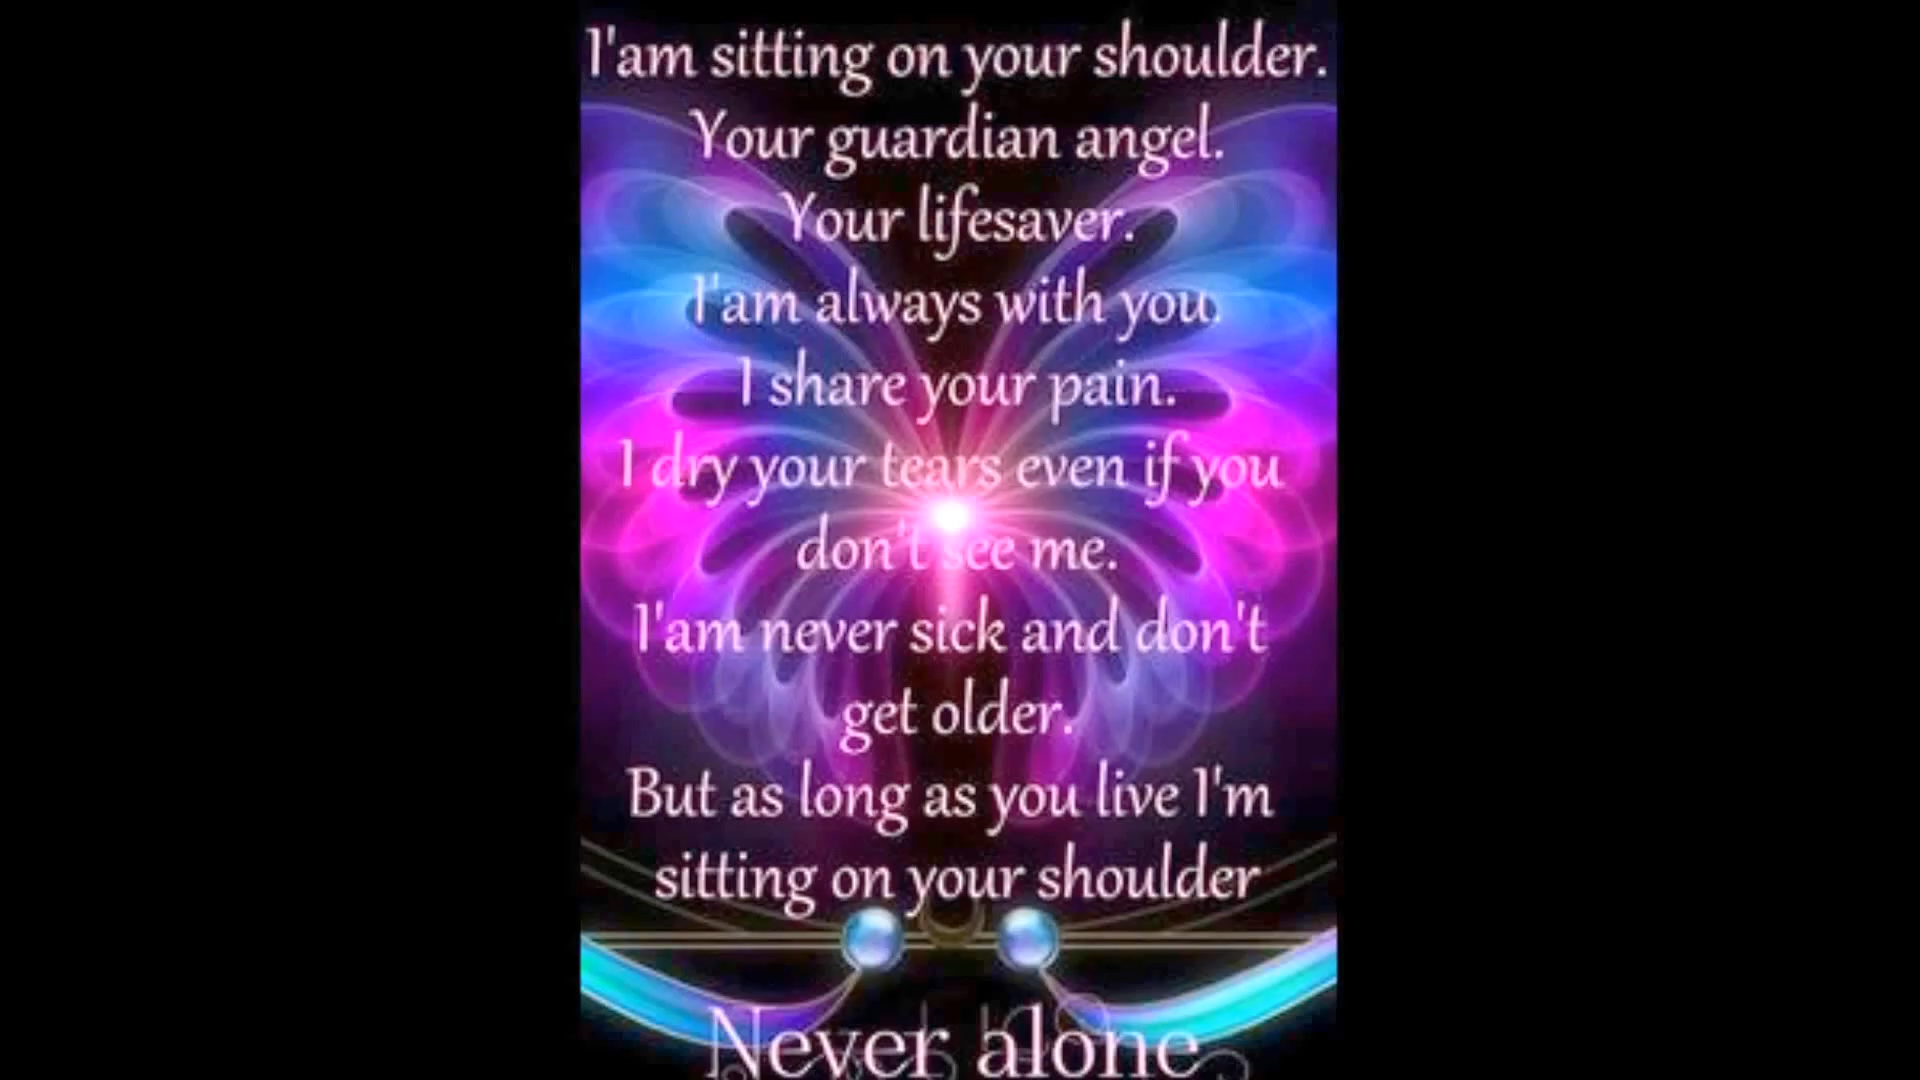 I'am sitting on your shoulder.
Your guardian angel.
Your lifesaver.
I'am always with you.
I share your pain.
I dry your tears even if you
don't see me.
I'am never sick and don't
get older.
But as long as you live I'm
sitting on your shoulder
Never alone